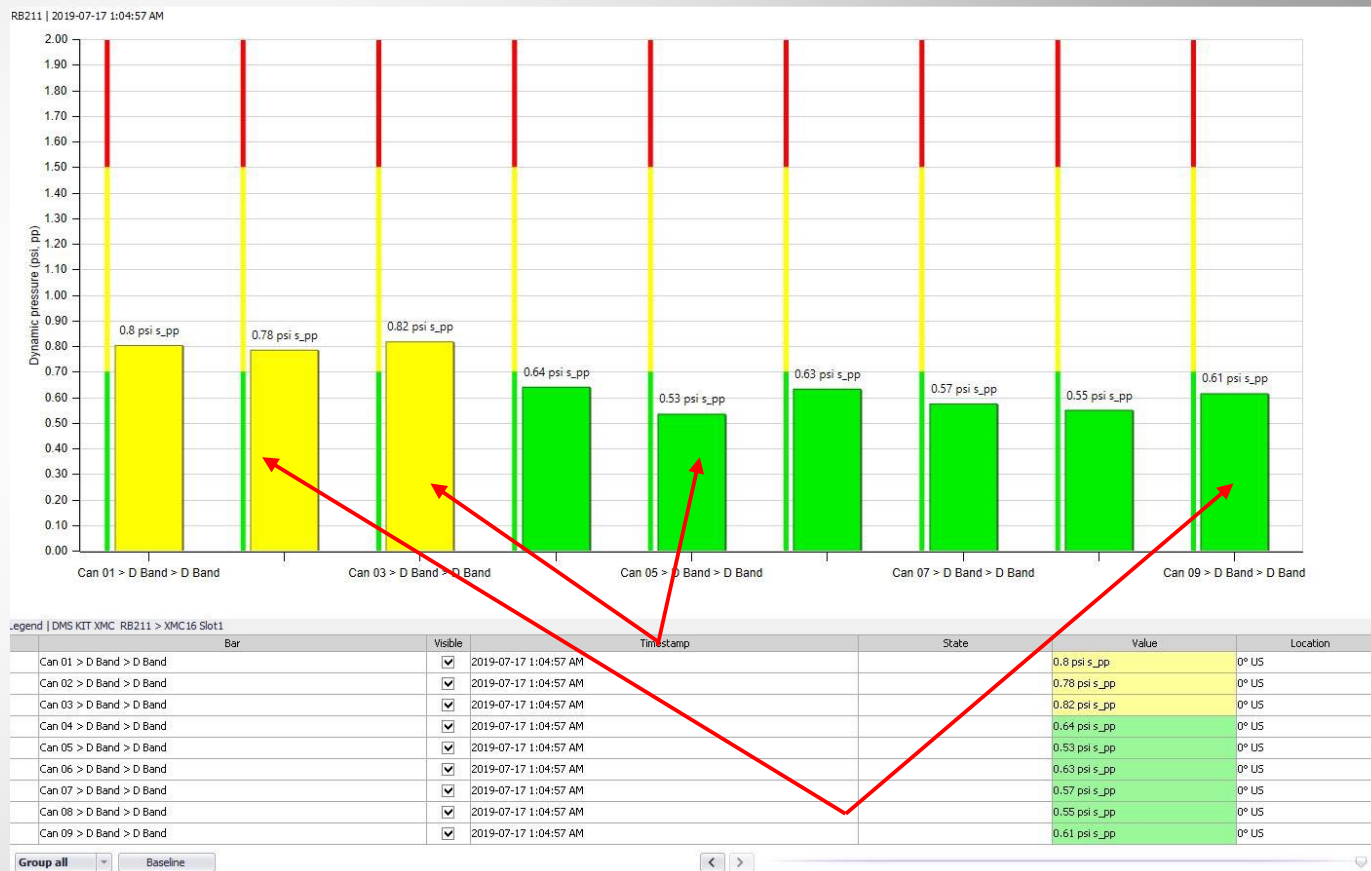 RB211 | 2019-07-17 1:04:57 AM
2.00
1.90
1.80
1.70
1.60
1.50
1.40
1.30
1.20
1.10
1.00
0.90
0.80
0.70
0.60
0.50
0.40
0.30
0.20
0.10
0.00
Dynamic pressure (psi, pp)
0.8 psi s_pp
0.78 psi s_pp
0.82 psi s_pp
0.64 psi s_pp
0.53 psi s_pp
0.63 psi s_pp
0.57 psi s_pp
0.55 psi s_pp
0.61 psi s_pp
Can 01 > D Band > D Band
Can 03 > D Band > D Band
Can 05 > D Band > D Band
Can 07 > D Band > D Band
Can 09 > D Band > D Band
Legend | DMS KIT XMC RB211 > XMC16 Slot1
Bar Visible Timestamp State Value Location
Can 01 > D Band > D Band 2019-07-17 1:04:57 AM 0.8 psi s_pp 0° US
Can 02 > D Band > D Band 2019-07-17 1:04:57 AM 0.78 psi s_pp 0° US
Can 03 > D Band > D Band 2019-07-17 1:04:57 AM 0.82 psi s_pp 0° US
Can 04 > D Band > D Band 2019-07-17 1:04:57 AM 0.64 psi s_pp 0° US
Can 05 > D Band > D Band 2019-07-17 1:04:57 AM 0.53 psi s_pp 0° US
Can 06 > D Band > D Band 2019-07-17 1:04:57 AM 0.63 psi s_pp 0° US
Can 07 > D Band > D Band 2019-07-17 1:04:57 AM 0.57 psi s_pp 0° US
Can 08 > D Band > D Band 2019-07-17 1:04:57 AM 0.55 psi s_pp 0° US
Can 09 > D Band > D Band 2019-07-17 1:04:57 AM 0.61 psi s_pp 0° US
Group all Baseline < >